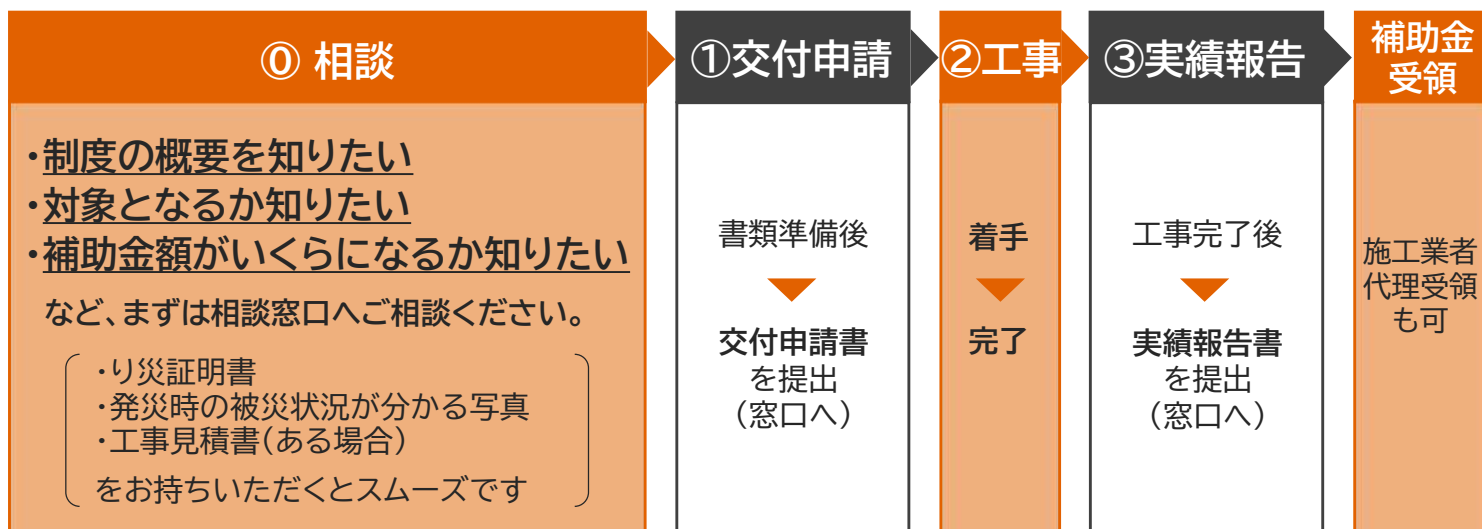 ⓪ 相談
・制度の概要を知りたい
・対象となるか知りたい
・補助金額がいくらになるか知りたい
など、まずは相談窓口へご相談ください。
・り災証明書
・発災時の被災状況が分かる写真
・工事見積書(ある場合)
をお持ちいただくとスムーズです
①交付申請
書類準備後
交付申請書
を提出
(窓口へ)
②工事
着手
完了
③実績報告
工事完了後
実績報告書
を提出
(窓口へ)
補助金
受領
施工業者
代理受領
も可